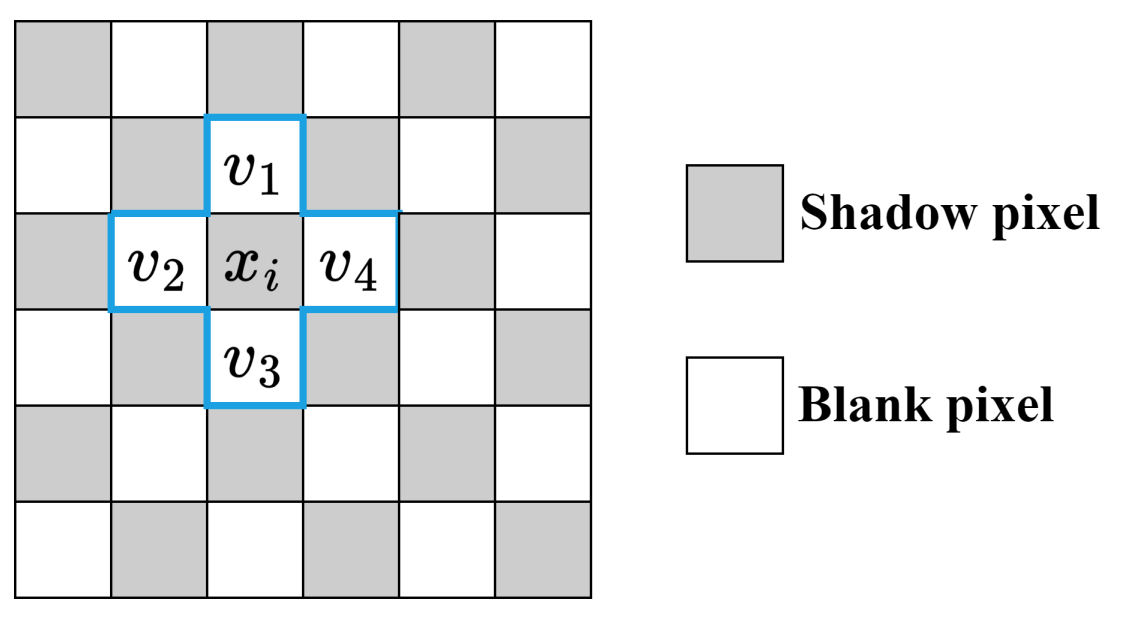 v₁
v₂ xᵢ v₄
v₃
Shadow pixel
Blank pixel